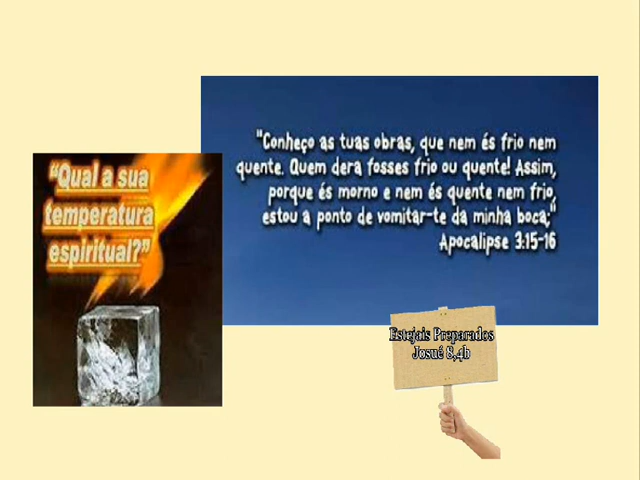 "Qual a sua
temperatura
espiritual?"
"Conheço as tuas obras, que nem és frio nem
quente. Quem dera fosses frio ou quente! Assim,
porque és morno e nem és quente nem frio,
estou a ponto de vomitar-te da minha boca;"
Apocalipse 3:15-16
Estejais Preparados
Josué 8,4b